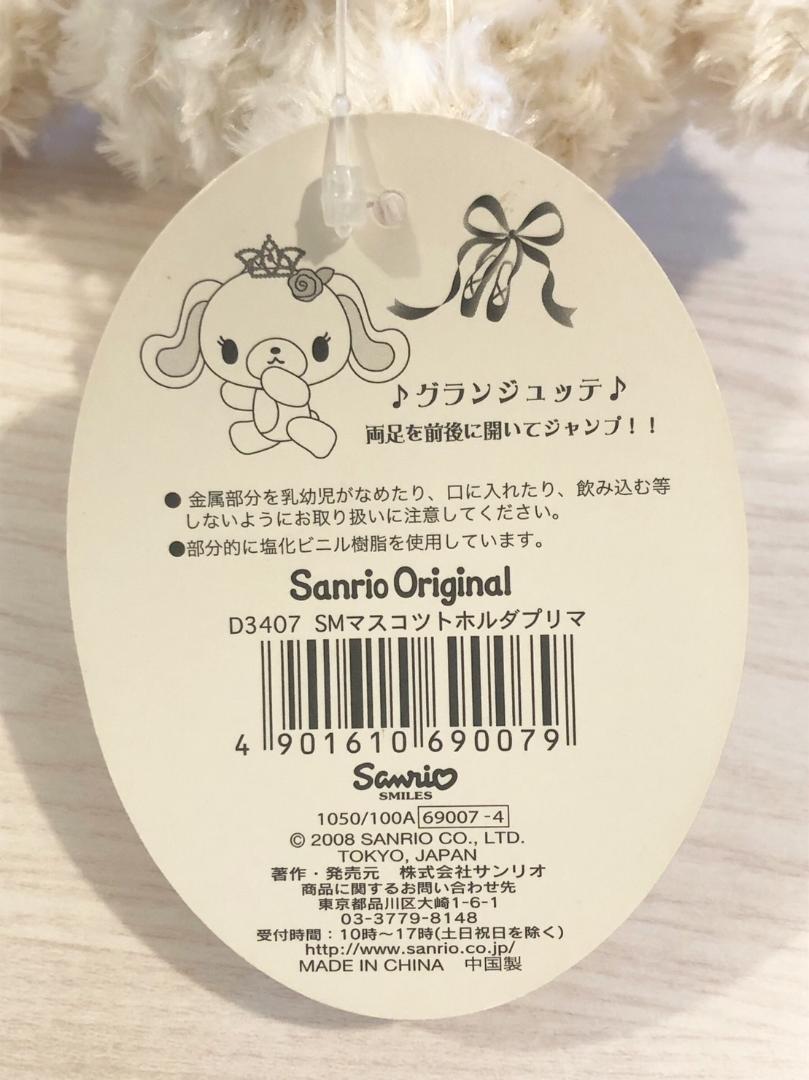 ♪グランジュッテ♪
両足を前後に開いてジャンプ！！
● 金属部分を乳幼児がなめたり、口に入れたり、飲み込む等
しないようにお取り扱いに注意してください。
●部分的に塩化ビニル樹脂を使用しています。
Sanrio Original
D3407 SMマスコツトホルダプリマ
4 901610 690079
Sanrio
SMILES
1050/100A 69007-4
© 2008 SANRIO CO., LTD.
TOKYO, JAPAN
著作・発売元 株式会社サンリオ
商品に関するお問い合わせ先
東京都品川区大崎1-6-1
03-3779-8148
受付時間：10時～17時(土日祝日を除く)
http://www.sanrio.co.jp/
MADE IN CHINA 中国製